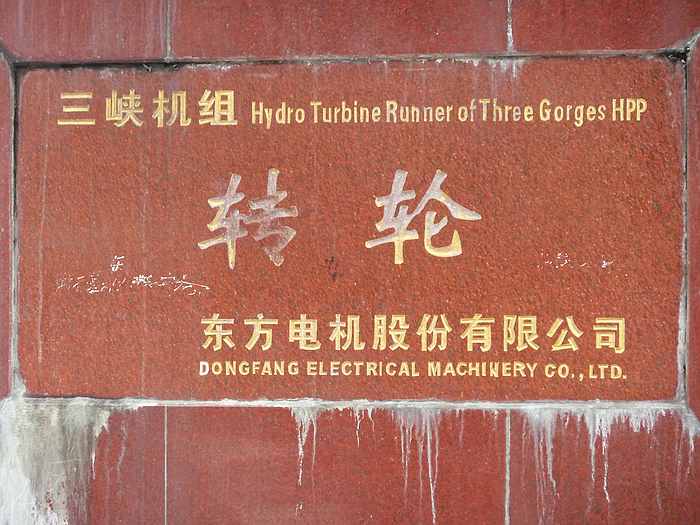 三峡机组 Hydro Turbine Runner of Three Gorges HPP
转轮
东方电机股份有限公司
DONGFANG ELECTRICAL MACHINERY CO., LTD.